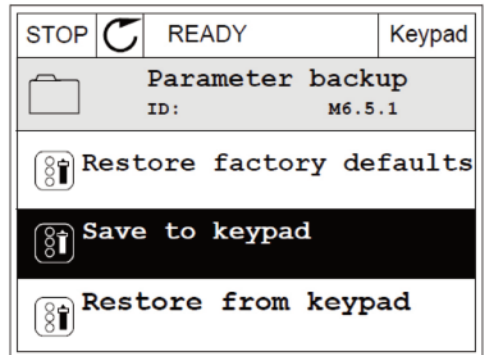 STOP READY Keypad
Parameter backup
ID: M6.5.1
Restore factory defaults
Save to keypad
Restore from keypad